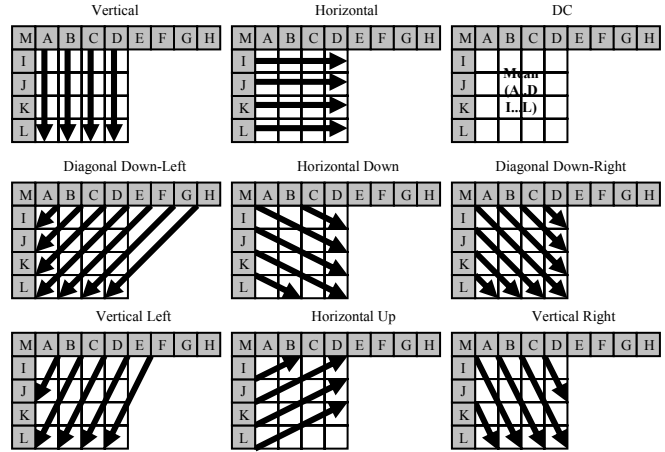 Vertical Horizontal DC
M A B C D E F G H M A B C D E F G H M A B C D E F G H
I I I Mean
J J J (A..D
K K K I...L)
L L L
Diagonal Down-Left Horizontal Down Diagonal Down-Right
M A B C D E F G H M A B C D E F G H M A B C D E F G H
I I I
J J J
K K K
L L L
Vertical Left Horizontal Up Vertical Right
M A B C D E F G H M A B C D E F G H M A B C D E F G H
I I I
J J J
K K K
L L L